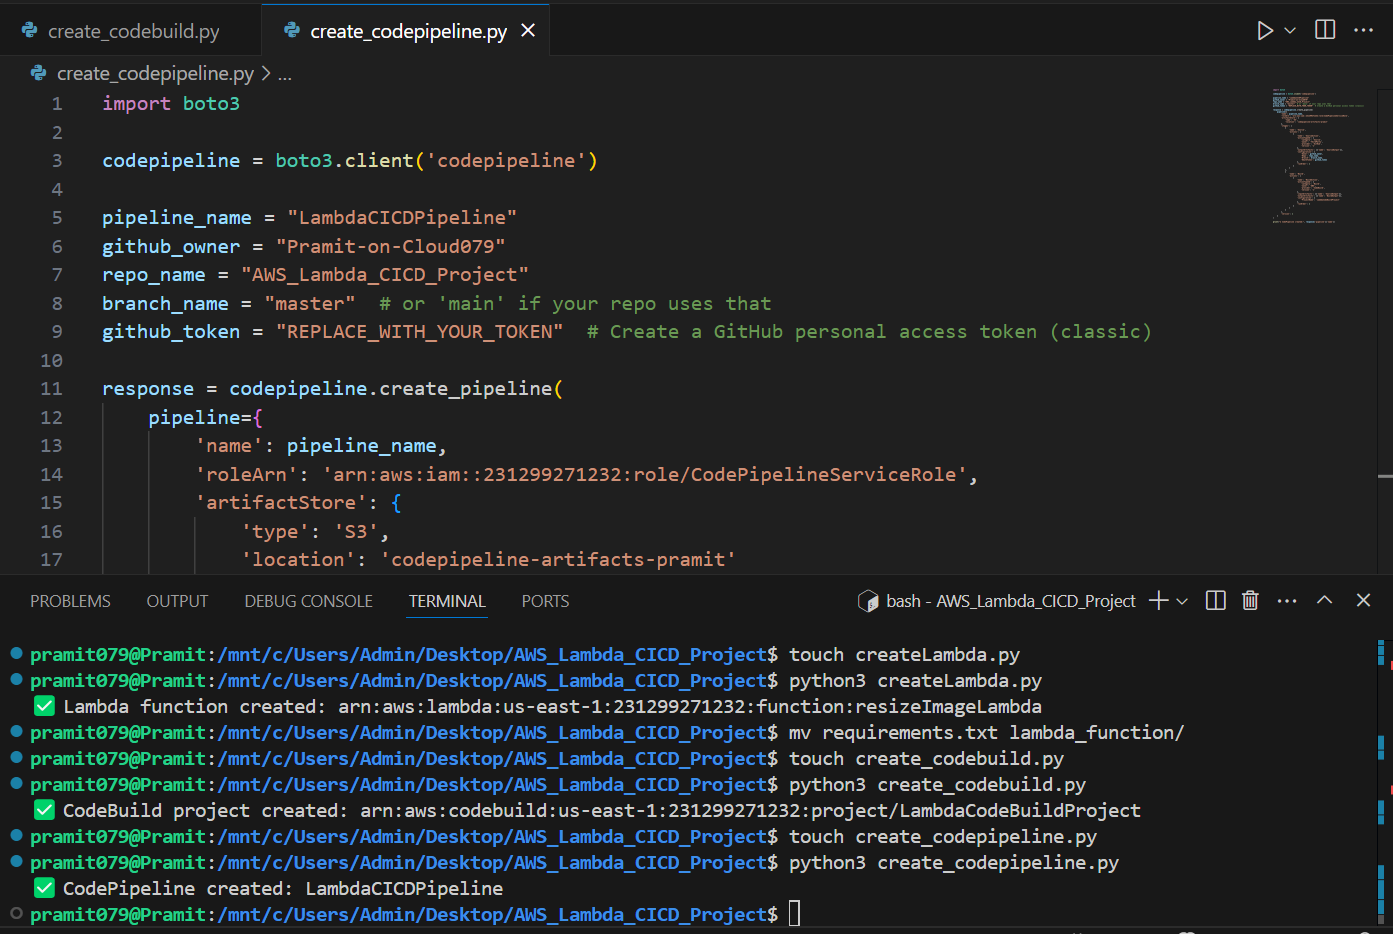 create_codebuild.py
create_codepipeline.py
create_codepipeline.py > ...
1 import boto3
2
3 codepipeline = boto3.client('codepipeline')
4
5 pipeline_name = "LambdaCICDPipeline"
6 github_owner = "Pramit-on-Cloud079"
7 repo_name = "AWS_Lambda_CICD_Project"
8 branch_name = "master"  # or 'main' if your repo uses that
9 github_token = "REPLACE_WITH_YOUR_TOKEN"  # Create a GitHub personal access token (classic)
10
11 response = codepipeline.create_pipeline(
12     pipeline={
13         'name': pipeline_name,
14         'roleArn': 'arn:aws:iam::231299271232:role/CodePipelineServiceRole',
15         'artifactStore': {
16             'type': 'S3',
17             'location': 'codepipeline-artifacts-pramit'
PROBLEMS OUTPUT DEBUG CONSOLE TERMINAL PORTS bash - AWS_Lambda_CICD_Project
pramit079@Pramit:/mnt/c/Users/Admin/Desktop/AWS_Lambda_CICD_Project$ touch createLambda.py
pramit079@Pramit:/mnt/c/Users/Admin/Desktop/AWS_Lambda_CICD_Project$ python3 createLambda.py
✅ Lambda function created: arn:aws:lambda:us-east-1:231299271232:function:resizeImageLambda
pramit079@Pramit:/mnt/c/Users/Admin/Desktop/AWS_Lambda_CICD_Project$ mv requirements.txt lambda_function/
pramit079@Pramit:/mnt/c/Users/Admin/Desktop/AWS_Lambda_CICD_Project$ touch create_codebuild.py
pramit079@Pramit:/mnt/c/Users/Admin/Desktop/AWS_Lambda_CICD_Project$ python3 create_codebuild.py
✅ CodeBuild project created: arn:aws:codebuild:us-east-1:231299271232:project/LambdaCodeBuildProject
pramit079@Pramit:/mnt/c/Users/Admin/Desktop/AWS_Lambda_CICD_Project$ touch create_codepipeline.py
pramit079@Pramit:/mnt/c/Users/Admin/Desktop/AWS_Lambda_CICD_Project$ python3 create_codepipeline.py
✅ CodePipeline created: LambdaCICDPipeline
pramit079@Pramit:/mnt/c/Users/Admin/Desktop/AWS_Lambda_CICD_Project$